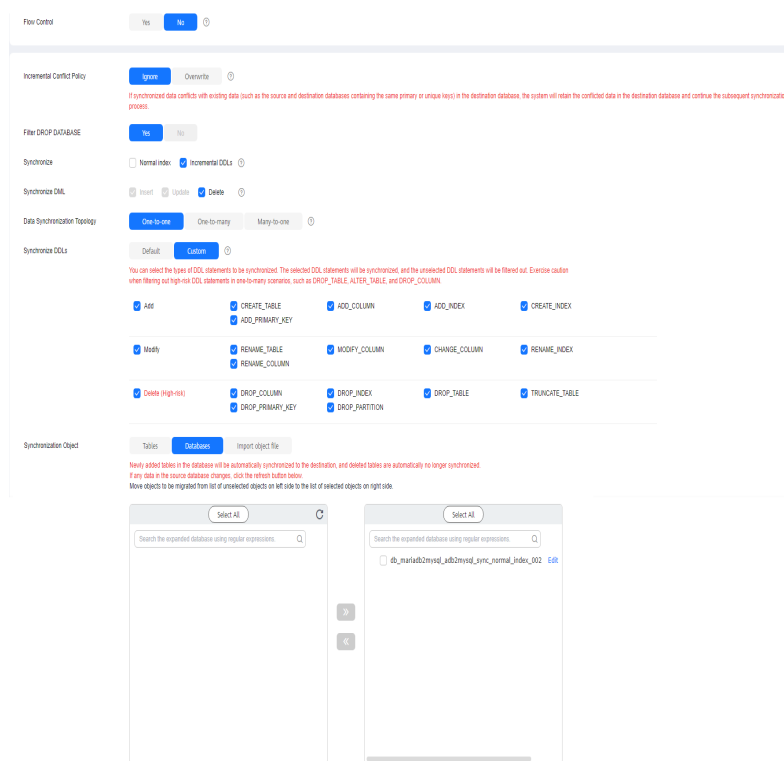 Flow Control Yes No
Incremental Conflict Policy Ignore Overwrite
If synchronized data conflicts with existing data (such as the source and destination databases containing the same primary or unique keys) in the destination database, the system will retain the conflicted data in the destination database and continue the subsequent synchronization
process.
Filter DROP DATABASE Yes No
Synchronize Normal index Incremental DDLs
Synchronize DML Insert Update Delete
Data Synchronization Topology One-to-one One-to-many Many-to-one
Synchronize DDLs Default Custom
You can select the types of DDL statements to be synchronized. The selected DDL statements will be synchronized, and the unselected DDL statements will be filtered out. Exercise caution
when filtering out high-risk DDL statements in one-to-many scenarios, such as DROP_TABLE, ALTER_TABLE, and DROP_COLUMN.
Add CREATE_TABLE ADD_COLUMN ADD_INDEX CREATE_INDEX
ADD_PRIMARY_KEY
Modify RENAME_TABLE MODIFY_COLUMN CHANGE_COLUMN RENAME_INDEX
RENAME_COLUMN
Delete (High-risk) DROP_COLUMN DROP_INDEX DROP_TABLE TRUNCATE_TABLE
DROP_PRIMARY_KEY DROP_PARTITION
Synchronization Object Tables Databases Import object file
Newly added tables in the database will be automatically synchronized to the destination, and deleted tables are automatically no longer synchronized.
If any data in the source database changes, click the refresh button below.
Move objects to be migrated from list of unselected objects on left side to the list of selected objects on right side.
Select All Select All
Search the expanded database using regular expressions. Search the expanded database using regular expressions.
db_mariadb2mysql_adb2mysql_sync_normal_index_002 Edit